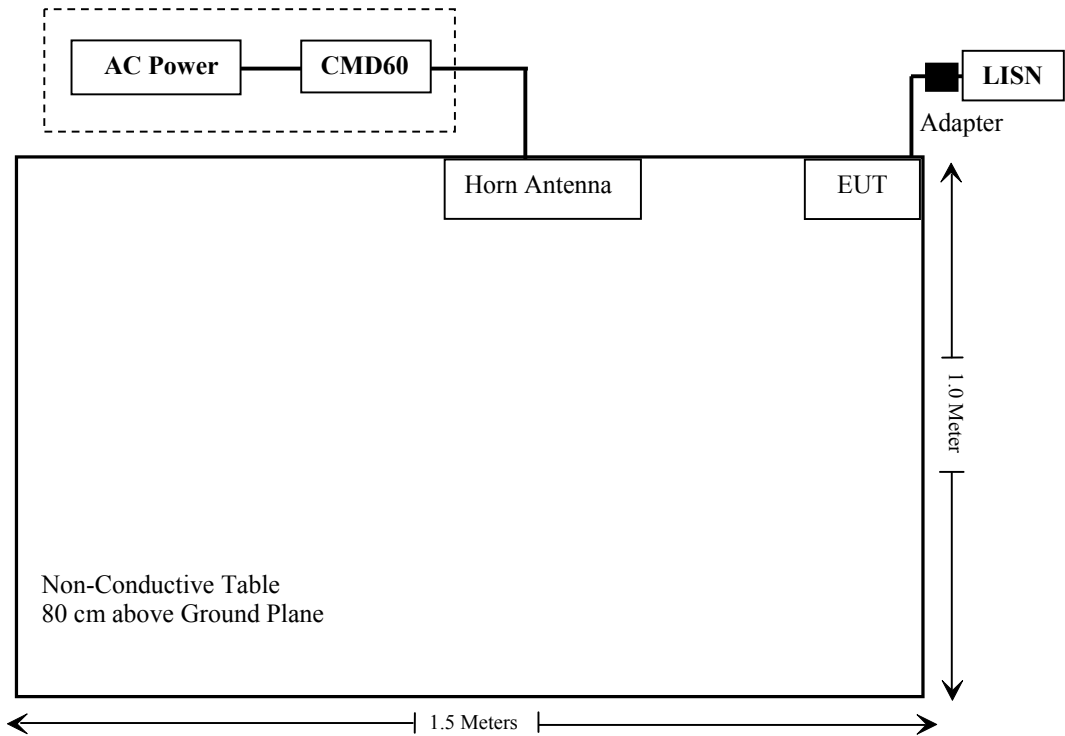 AC Power
CMD60
LISN
Adapter
Horn Antenna
EUT
1.0 Meter
Non-Conductive Table
80 cm above Ground Plane
1.5 Meters